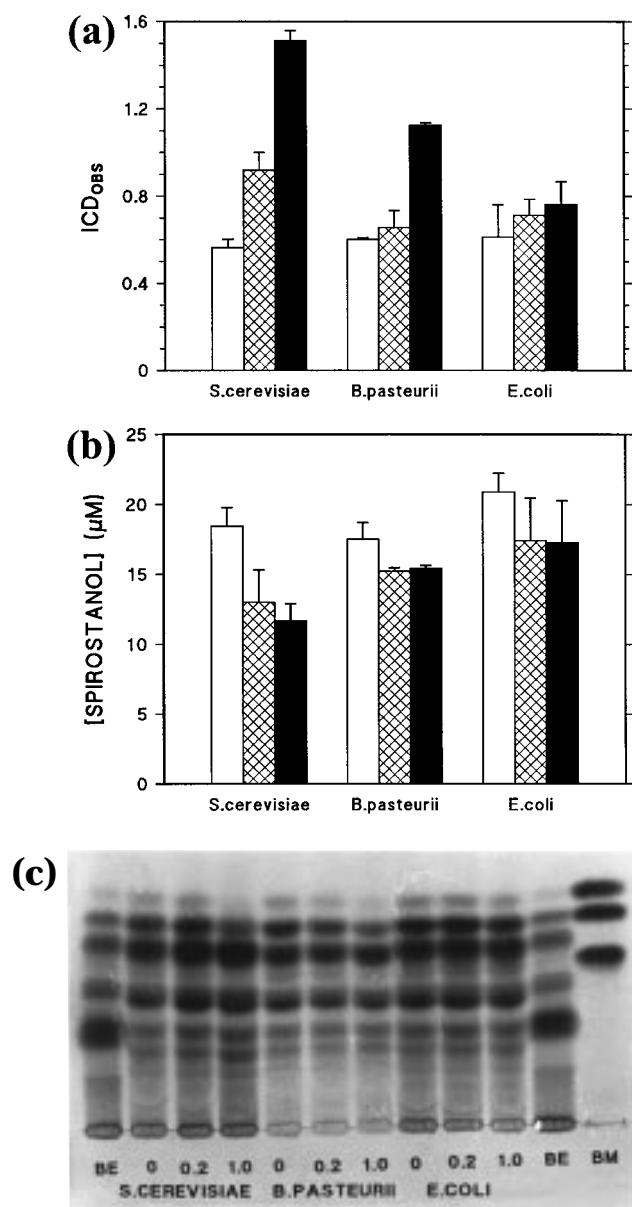 (a)
1.6
1.2
0.8
0.4
0
ICD_OBS
S.cerevisiae B.pasteurii E.coli
(b)
25
20
15
10
5
0
[SPIROSTANOL] (µM)
S.cerevisiae B.pasteurii E.coli
(c)
BE 0 0.2 1.0 0 0.2 1.0 0 0.2 1.0 BE BM
S.CEREVISIAE B.PASTEURII E.COLI